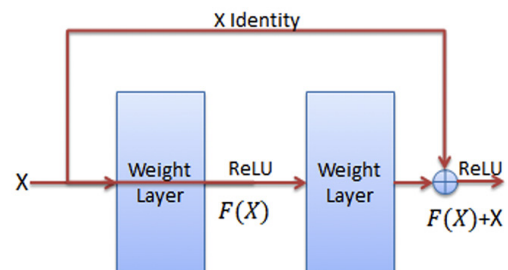 X Identity
X
Weight
Layer
ReLU
F(X)
Weight
Layer
ReLU
F(X)+X